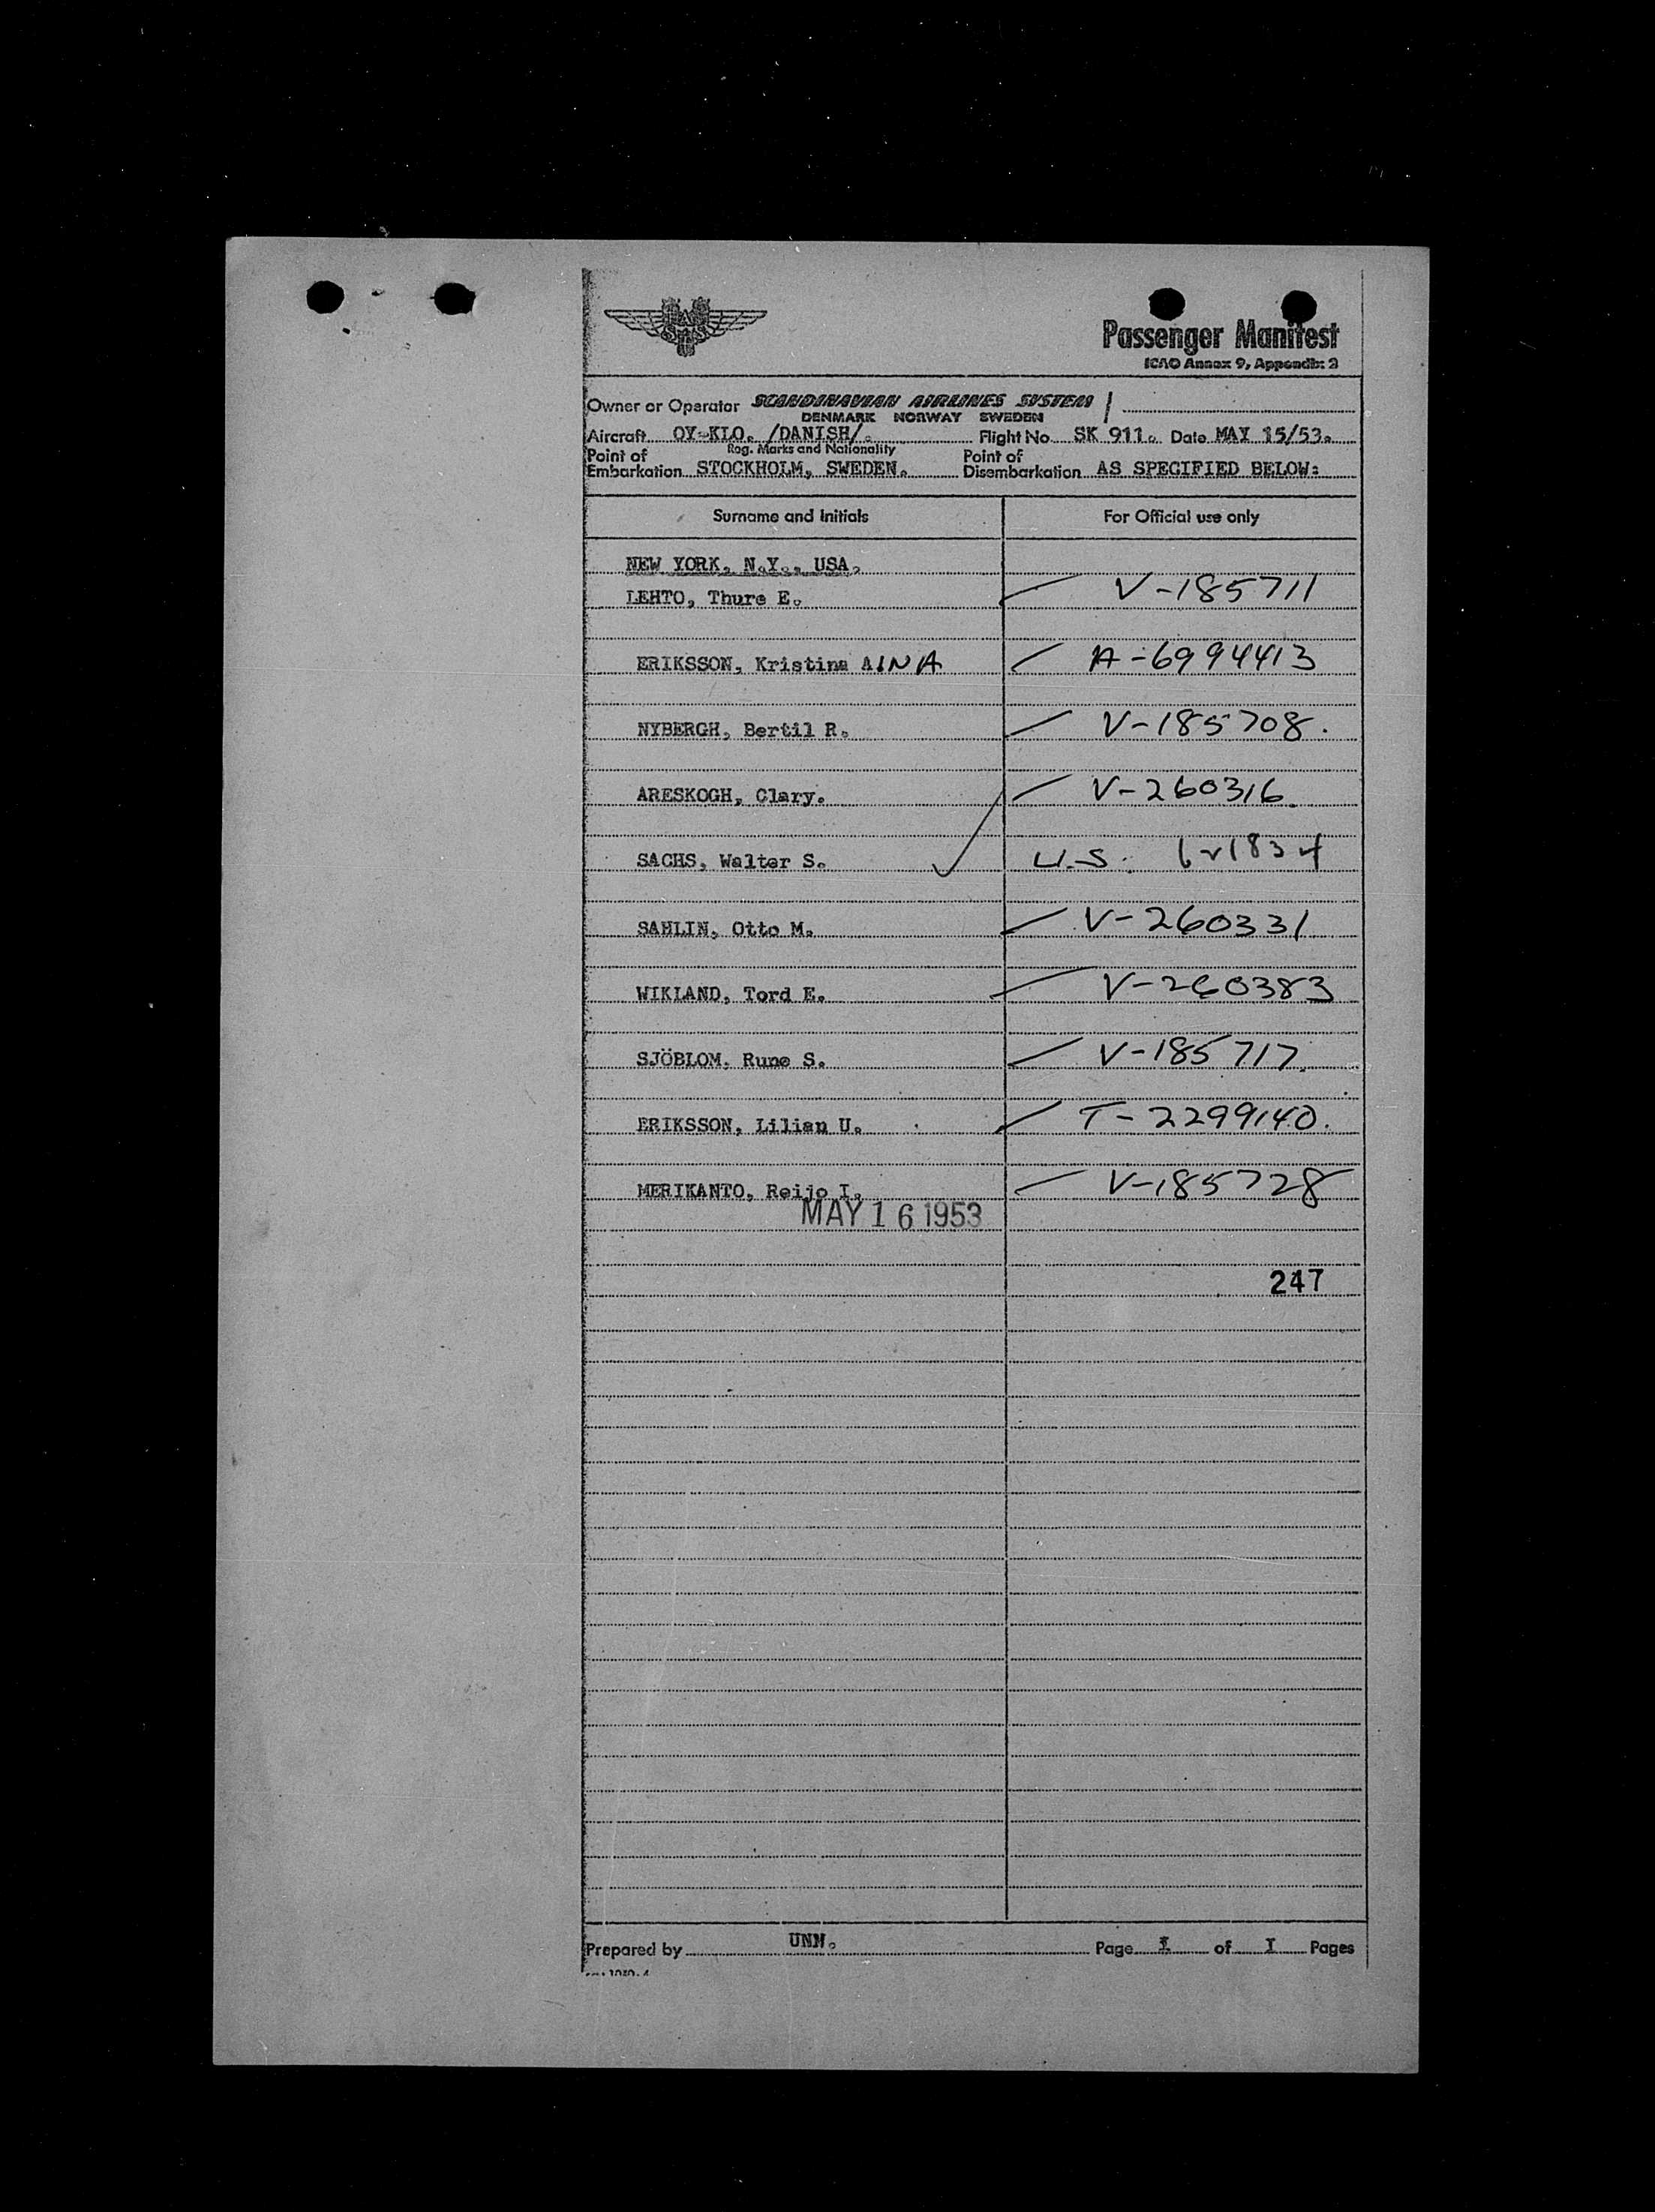 SAS
Passenger Manifest
ICAO Annex 9, Appendix 2
Owner or Operator SCANDINAVIAN AIRLINES SYSTEM /
DENMARK NORWAY SWEDEN
Aircraft OY-KLO. /DANISH/. Flight No. SK 911. Date MAY 15/53.
Reg. Marks and Nationality
Point of Embarkation STOCKHOLM, SWEDEN. Point of Disembarkation AS SPECIFIED BELOW:
Surname and Initials For Official use only
NEW YORK, N.Y., USA.
LEHTO, Thure E. V-185711
ERIKSSON, Kristina AINA A-6994413
NYBERGH, Bertil R. V-185708.
ARESKOGH, Clary. V-260316
SACHS, Walter S. U.S.
SAHLIN, Otto M. V-260331
WIKLAND, Tord E. V-260383
SJÖBLOM, Rune S. V-185717
ERIKSSON, Lilian U. T-2299140.
MERIKANTO, Reijo I. V-185728
MAY 16 1953
247
Prepared by UNN. Page I of I Pages